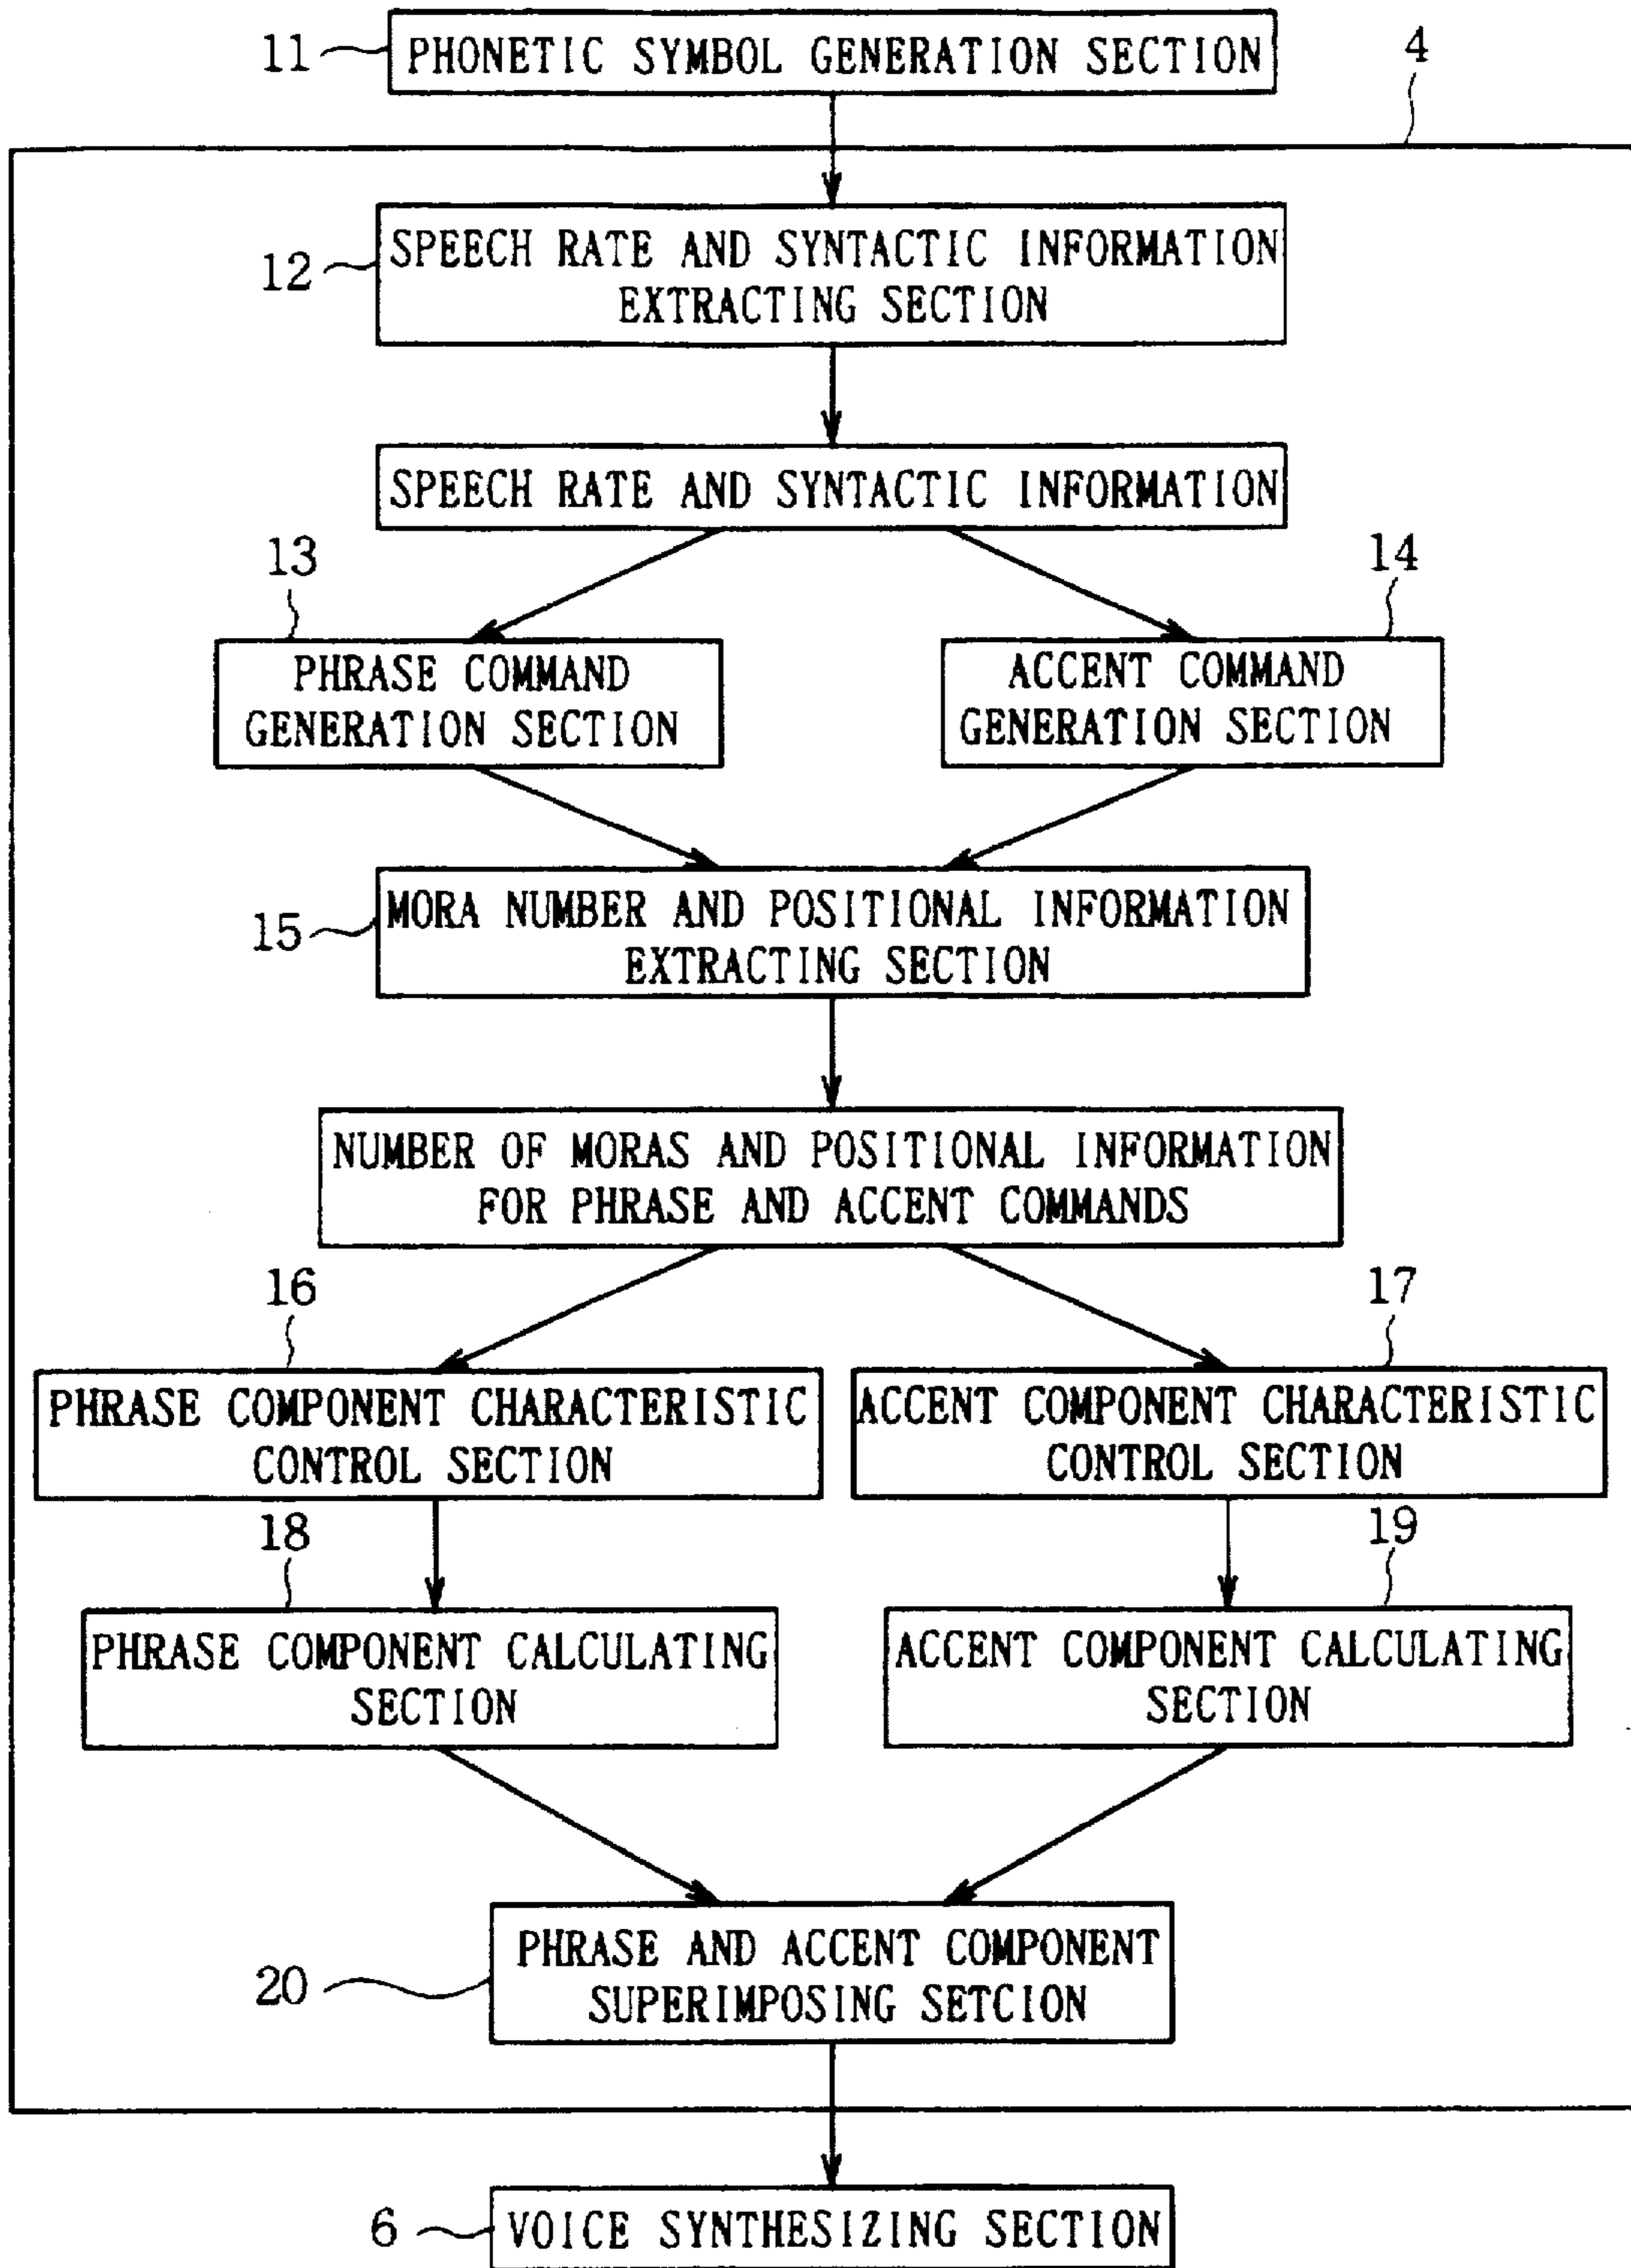 11
PHONETIC SYMBOL GENERATION SECTION
4
12
SPEECH RATE AND SYNTACTIC INFORMATION
EXTRACTING SECTION
SPEECH RATE AND SYNTACTIC INFORMATION
13
14
PHRASE COMMAND
GENERATION SECTION
ACCENT COMMAND
GENERATION SECTION
15
MORA NUMBER AND POSITIONAL INFORMATION
EXTRACTING SECTION
NUMBER OF MORAS AND POSITIONAL INFORMATION
FOR PHRASE AND ACCENT COMMANDS
16
17
PHRASE COMPONENT CHARACTERISTIC
CONTROL SECTION
ACCENT COMPONENT CHARACTERISTIC
CONTROL SECTION
18
19
PHRASE COMPONENT CALCULATING
SECTION
ACCENT COMPONENT CALCULATING
SECTION
20
PHRASE AND ACCENT COMPONENT
SUPERIMPOSING SETCION
6
VOICE SYNTHESIZING SECTION